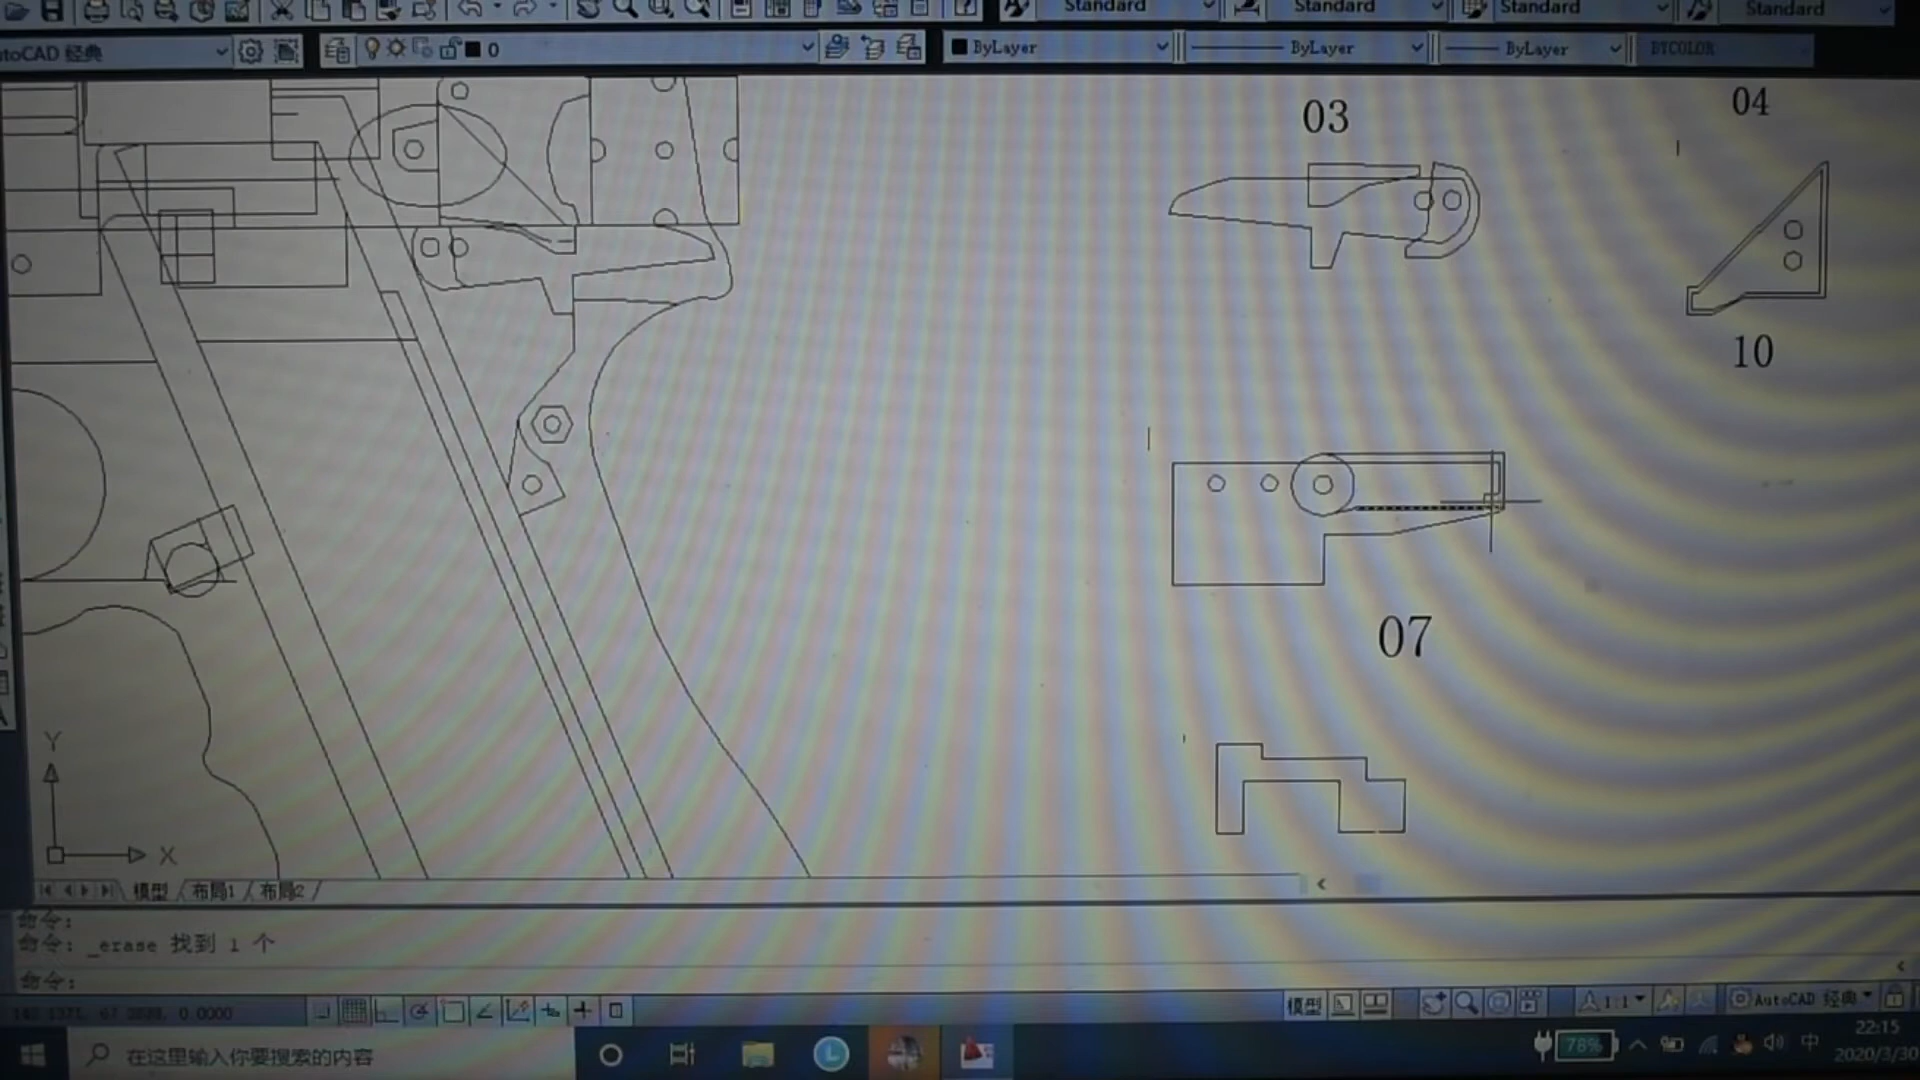 Standard
Standard
Standard
Standard
toCAD 经典
0
ByLayer
ByLayer
ByLayer
BYCOLOR
03
04
10
07
Y
X
模型
布局1
布局2
命令:
命令: _erase 找到 1 个
命令:
0.0000
模型
1:1
AutoCAD 经典
在这里输入你要搜索的内容
78%
中
22:15
2020/3/30